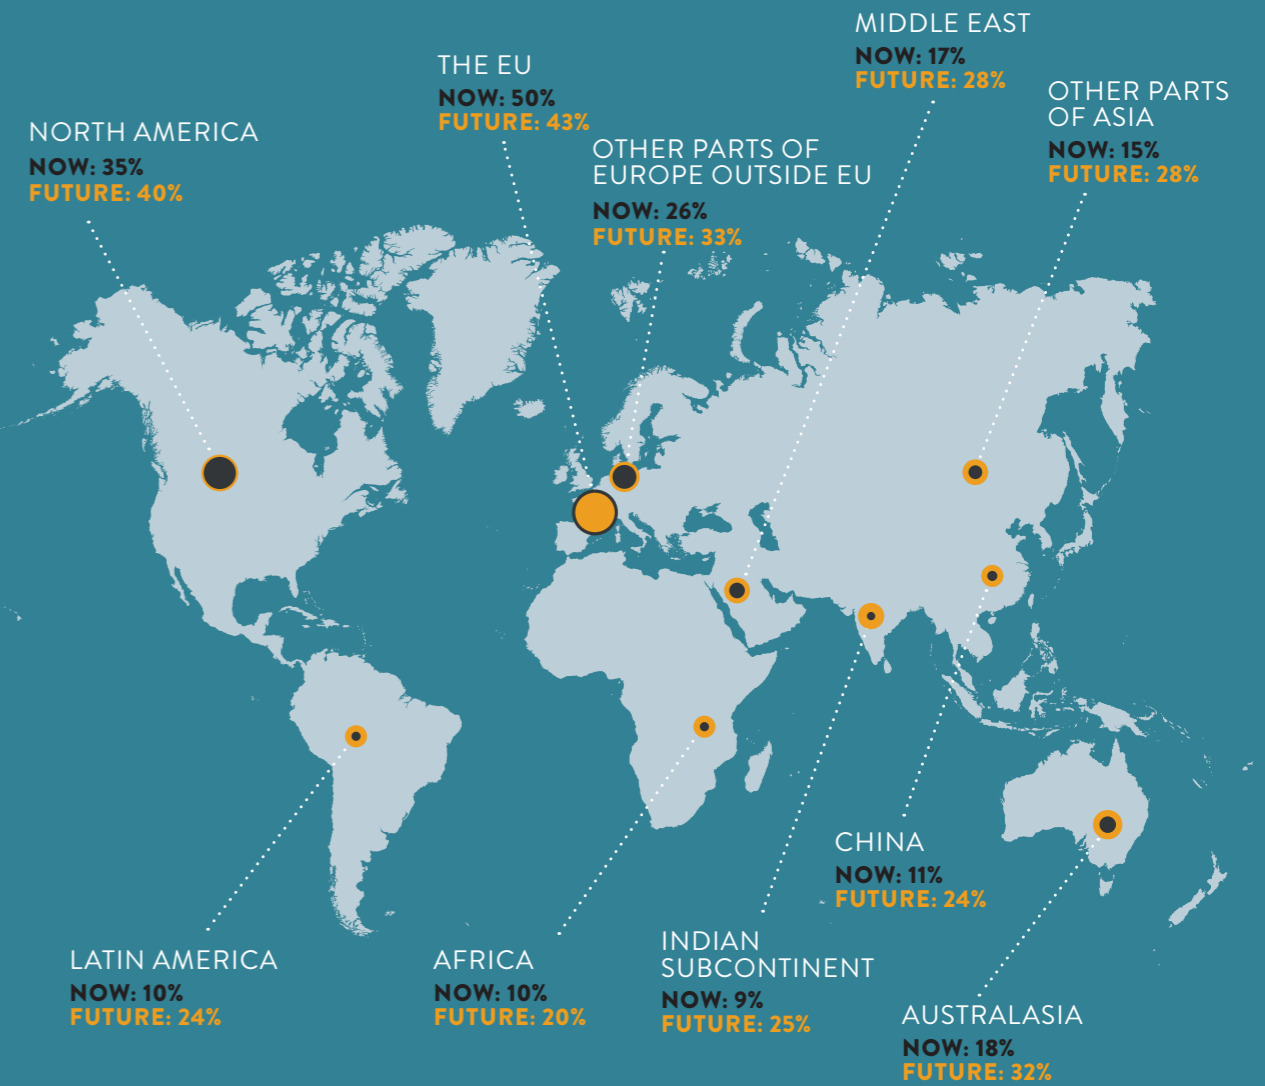 MIDDLE EAST
NOW: 17%
FUTURE: 28%
THE EU
NOW: 50%
FUTURE: 43%
OTHER PARTS
OF ASIA
NOW: 15%
FUTURE: 28%
NORTH AMERICA
NOW: 35%
FUTURE: 40%
OTHER PARTS OF
EUROPE OUTSIDE EU
NOW: 26%
FUTURE: 33%
CHINA
NOW: 11%
FUTURE: 24%
LATIN AMERICA
NOW: 10%
FUTURE: 24%
AFRICA
NOW: 10%
FUTURE: 20%
INDIAN
SUBCONTINENT
NOW: 9%
FUTURE: 25%
AUSTRALASIA
NOW: 18%
FUTURE: 32%